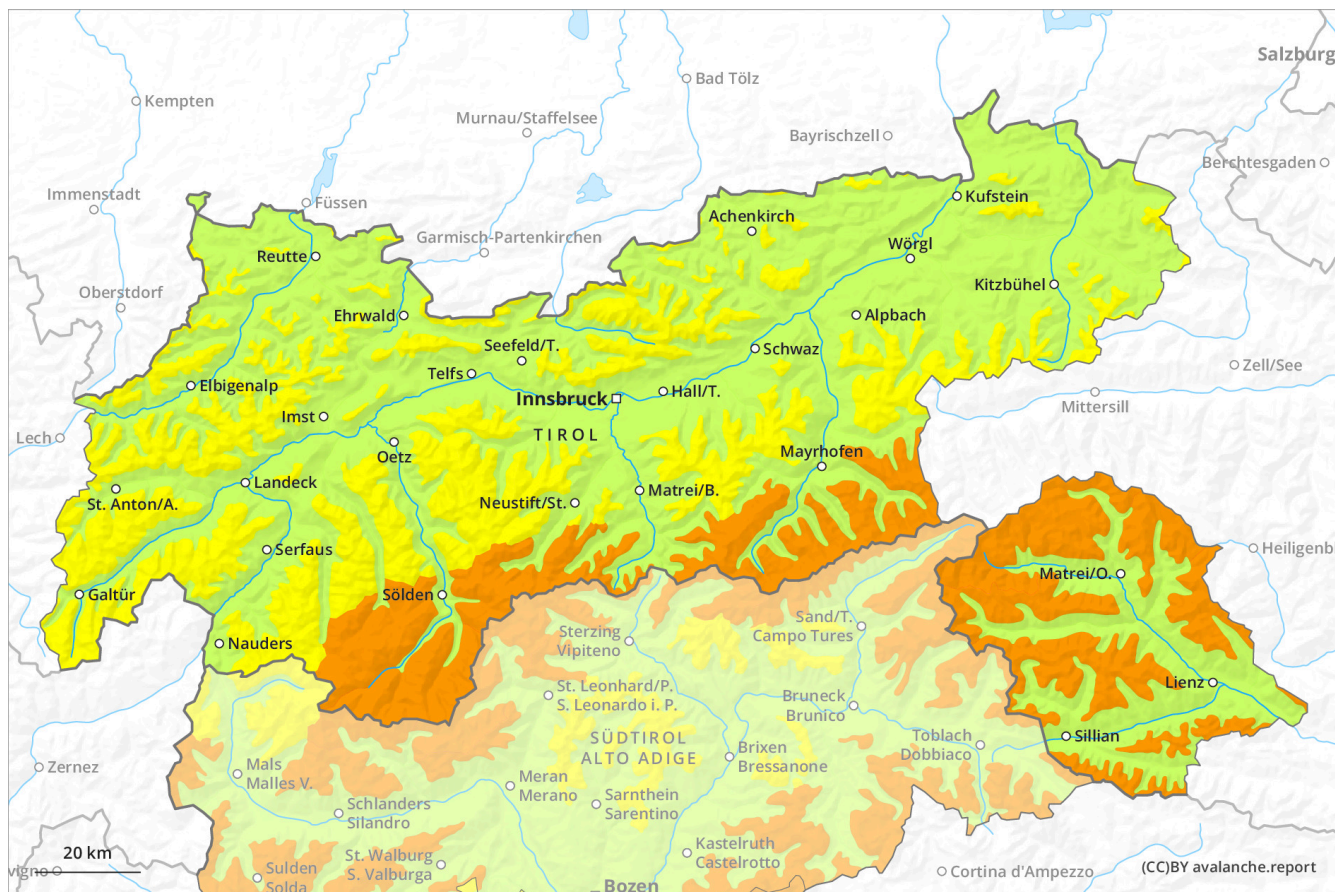 Salzburg
Bad Tölz
Kempten
Murnau/Staffelsee
Bayrischzell
Berchtesgaden
Immenstadt
Füssen
Kufstein
Achenkirch
Garmisch-Partenkirchen
Wörgl
Reutte
Kitzbühel
Oberstdorf
Ehrwald
Alpbach
Seefeld/T.
Schwaz
Zell/See
Telfs
Elbigenalp
Hall/T.
Innsbruck
Mittersill
Imst
TIROL
Lech
Mayrhofen
Oetz
Landeck
Matrei/B.
St. Anton/A.
Neustift/St.
Serfaus
Heiligenb
Matrei/O.
Galtür
Sölden
Sand/T.
Campo Tures
Sterzing
Vipiteno
Nauders
Lienz
St. Leonhard/P.
S. Leonardo i. P.
Bruneck
Brunico
Sillian
SÜDTIROL
ALTO ADIGE
Toblach
Dobbiaco
Brixen
Bressanone
Zernez
Mals
Malles V.
Meran
Merano
Sarnthein
Sarentino
Schlanders
Silandro
Kastelruth
Castelrotto
20 km
St. Walburg
S. Valburga
vigno
Sulden
Solda
Cortina d'Ampezzo
(CC)BY avalanche.report
Bozen